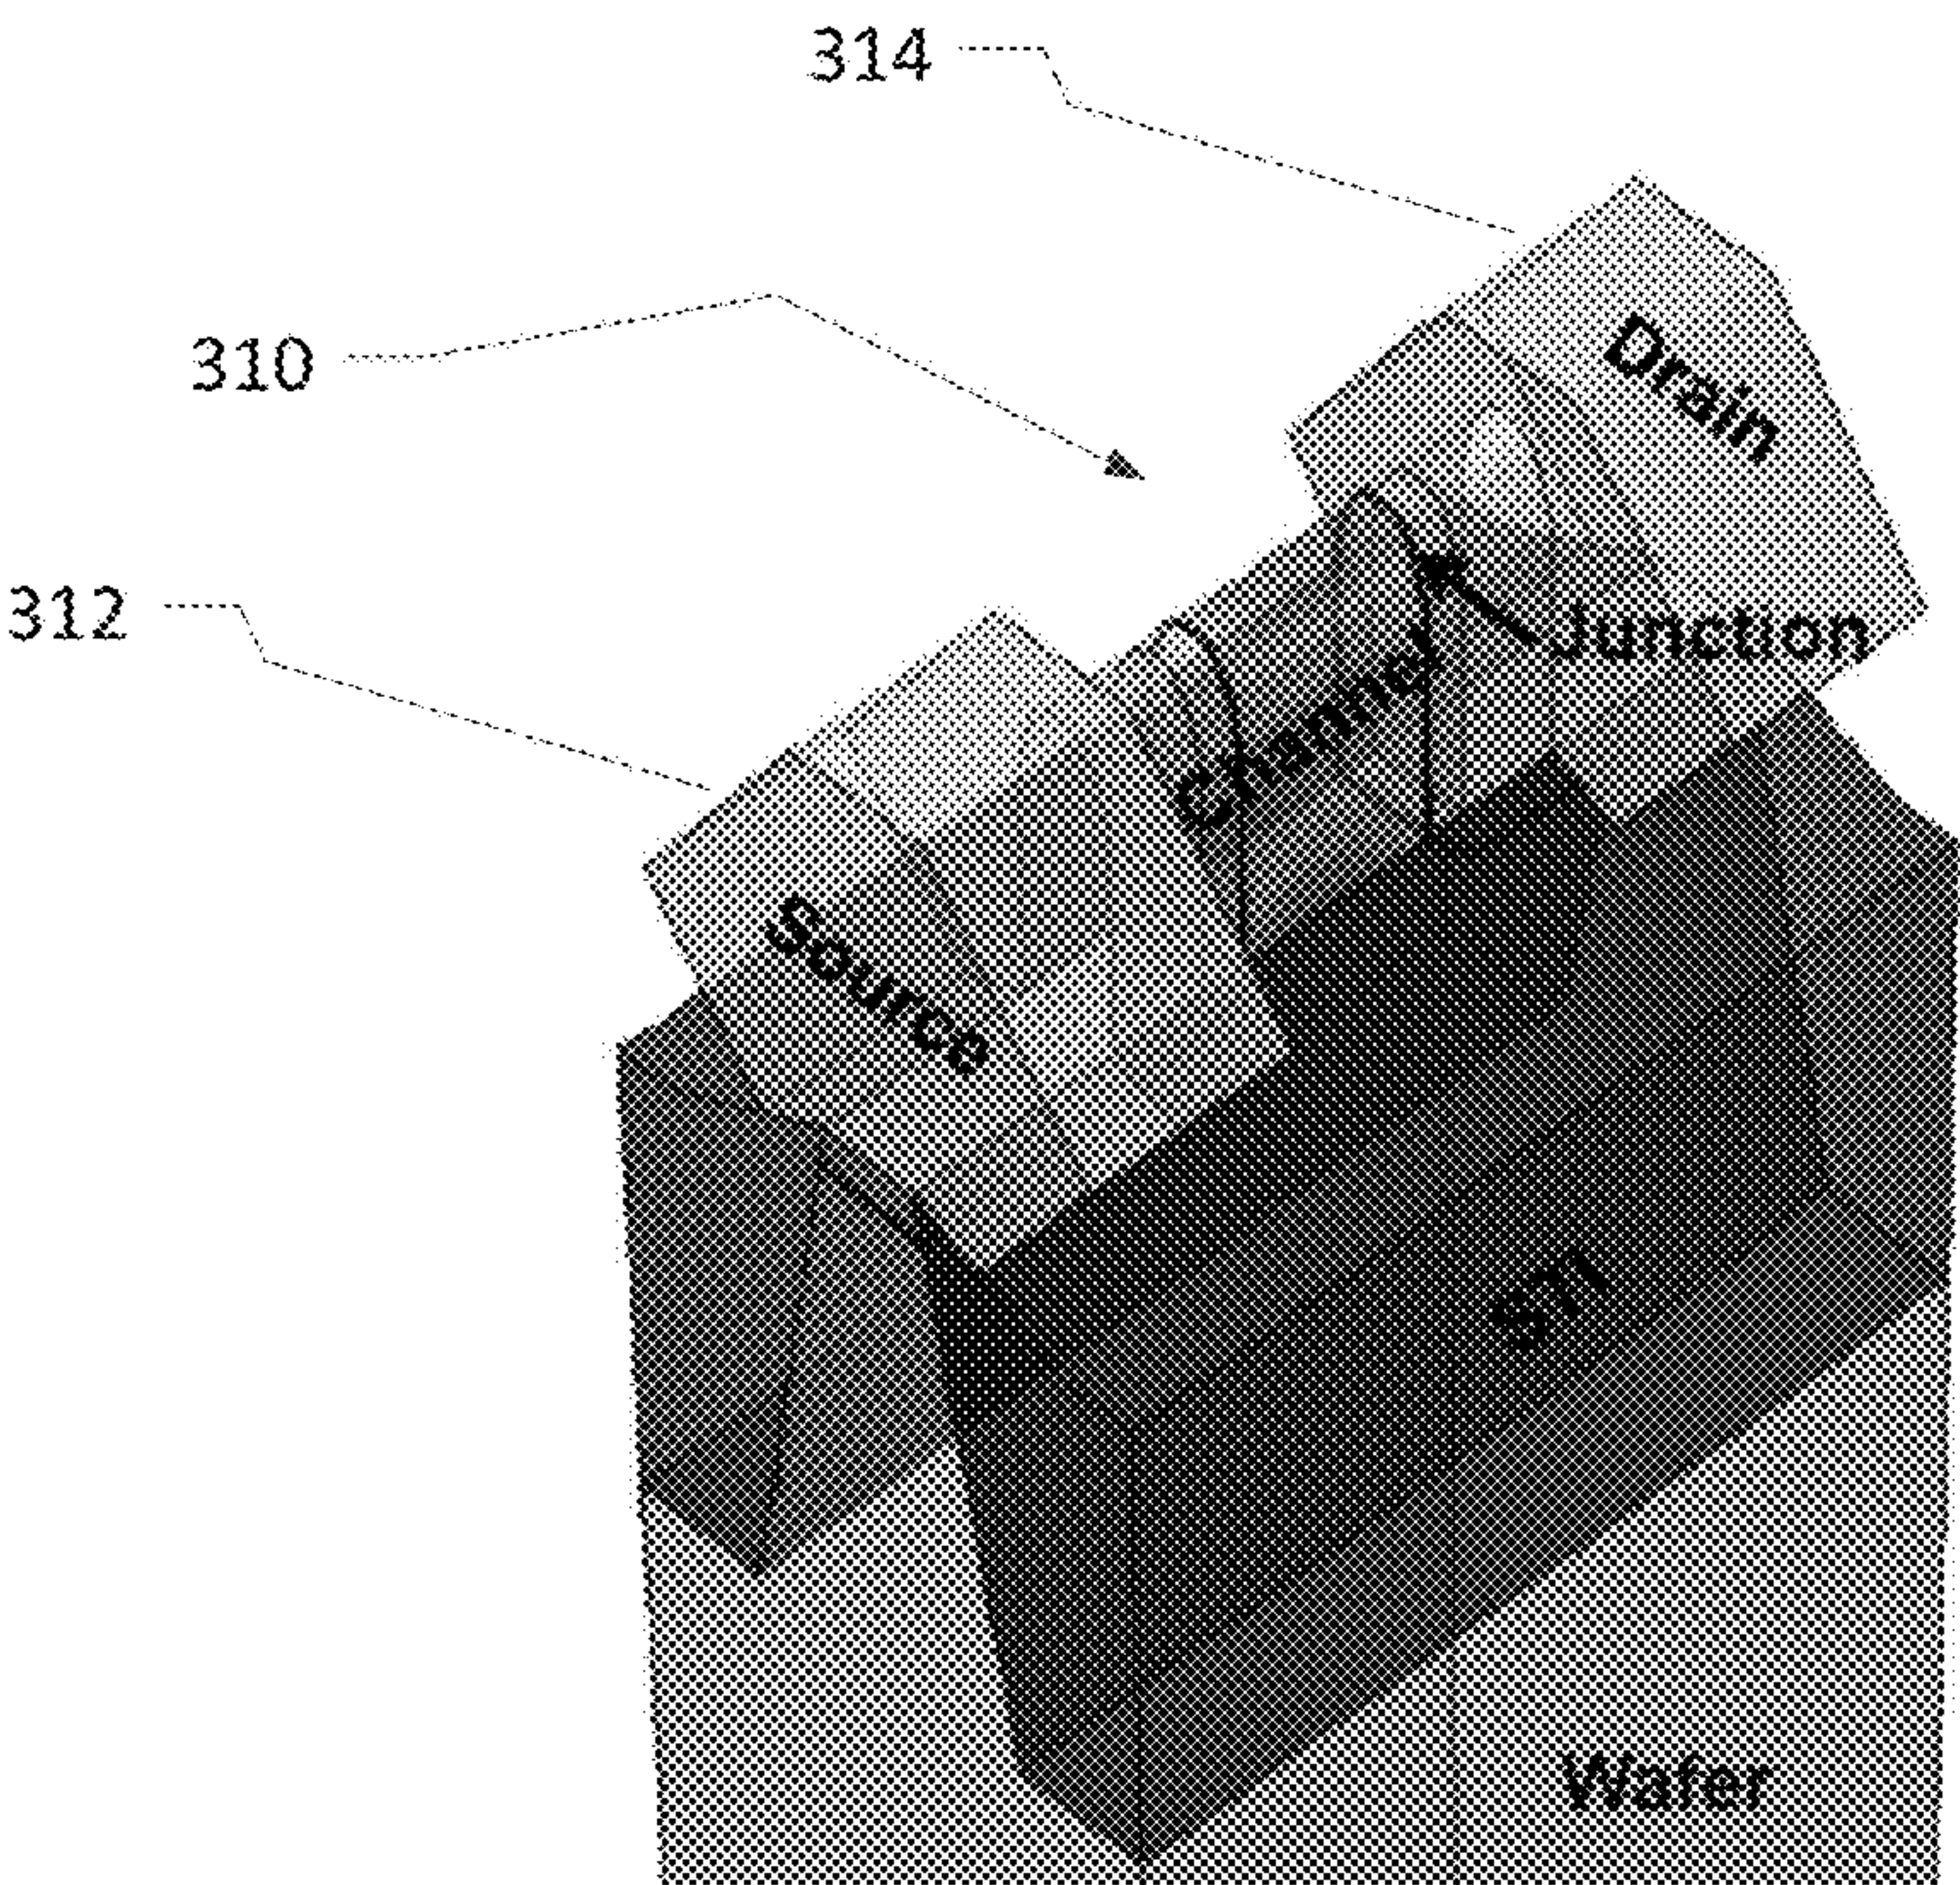 314
310
Drain
312
Junction
Channel
Source
STI
Wafer